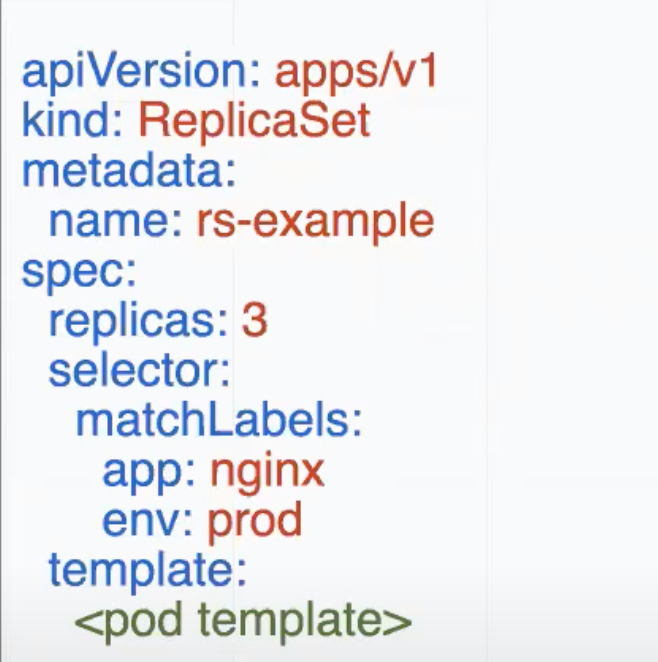 apiVersion: apps/v1
kind: ReplicaSet
metadata:
  name: rs-example
spec:
  replicas: 3
  selector:
    matchLabels:
      app: nginx
      env: prod
  template:
    <pod template>